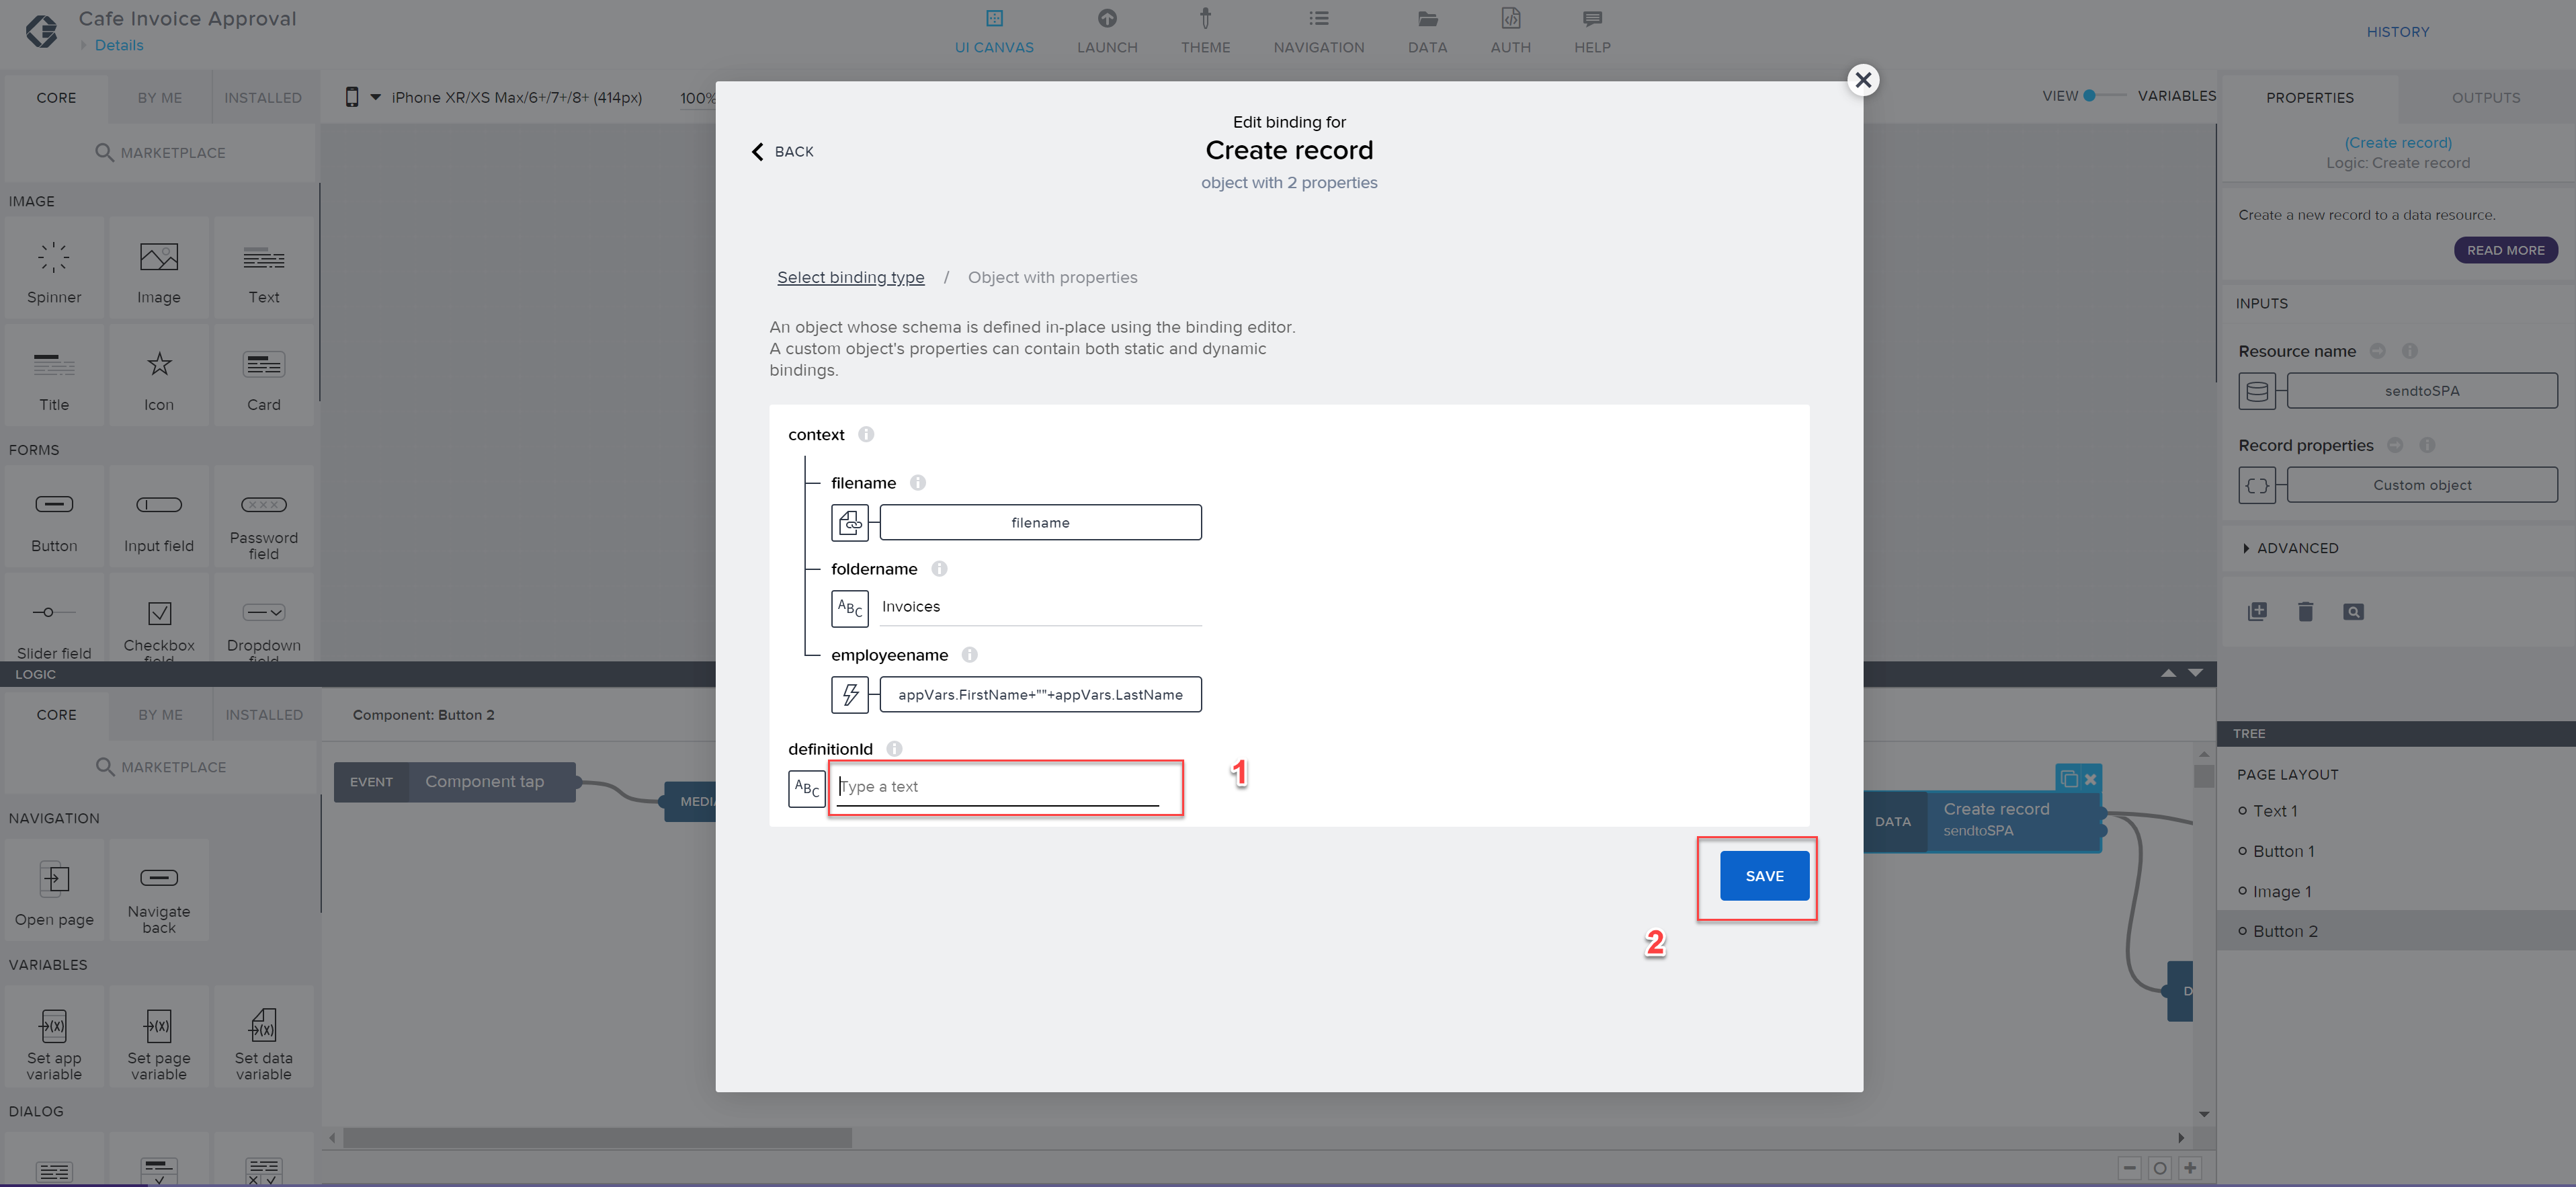 Cafe Invoice Approval
Details
UI CANVAS
LAUNCH
THEME
NAVIGATION
DATA
AUTH
HELP
HISTORY
CORE
BY ME
INSTALLED
MARKETPLACE
IMAGE
Spinner
Image
Text
Title
Icon
Card
FORMS
Button
Input field
Password
field
Slider field
Checkbox
field
Dropdown
field
iPhone XR/XS Max/6+/7+/8+ (414px)
100%
VIEW
VARIABLES
BACK
Edit binding for
Create record
object with 2 properties
Select binding type / Object with properties
An object whose schema is defined in-place using the binding editor.
A custom object's properties can contain both static and dynamic
bindings.
context
filename
filename
foldername
ABC
Invoices
employeename
appVars.FirstName+""+appVars.LastName
definitionId
ABC
Type a text
1
SAVE
2
PROPERTIES
OUTPUTS
(Create record)
Logic: Create record
Create a new record to a data resource.
READ MORE
INPUTS
Resource name
sendtoSPA
Record properties
{ }
Custom object
ADVANCED
LOGIC
CORE
BY ME
INSTALLED
MARKETPLACE
NAVIGATION
Open page
Navigate
back
VARIABLES
(X)
(X)
(X)
Set app
variable
Set page
variable
Set data
variable
DIALOG
Component: Button 2
EVENT
Component tap
MEDIA
DATA
Create record
sendtoSPA
D
TREE
PAGE LAYOUT
Text 1
Button 1
Image 1
Button 2